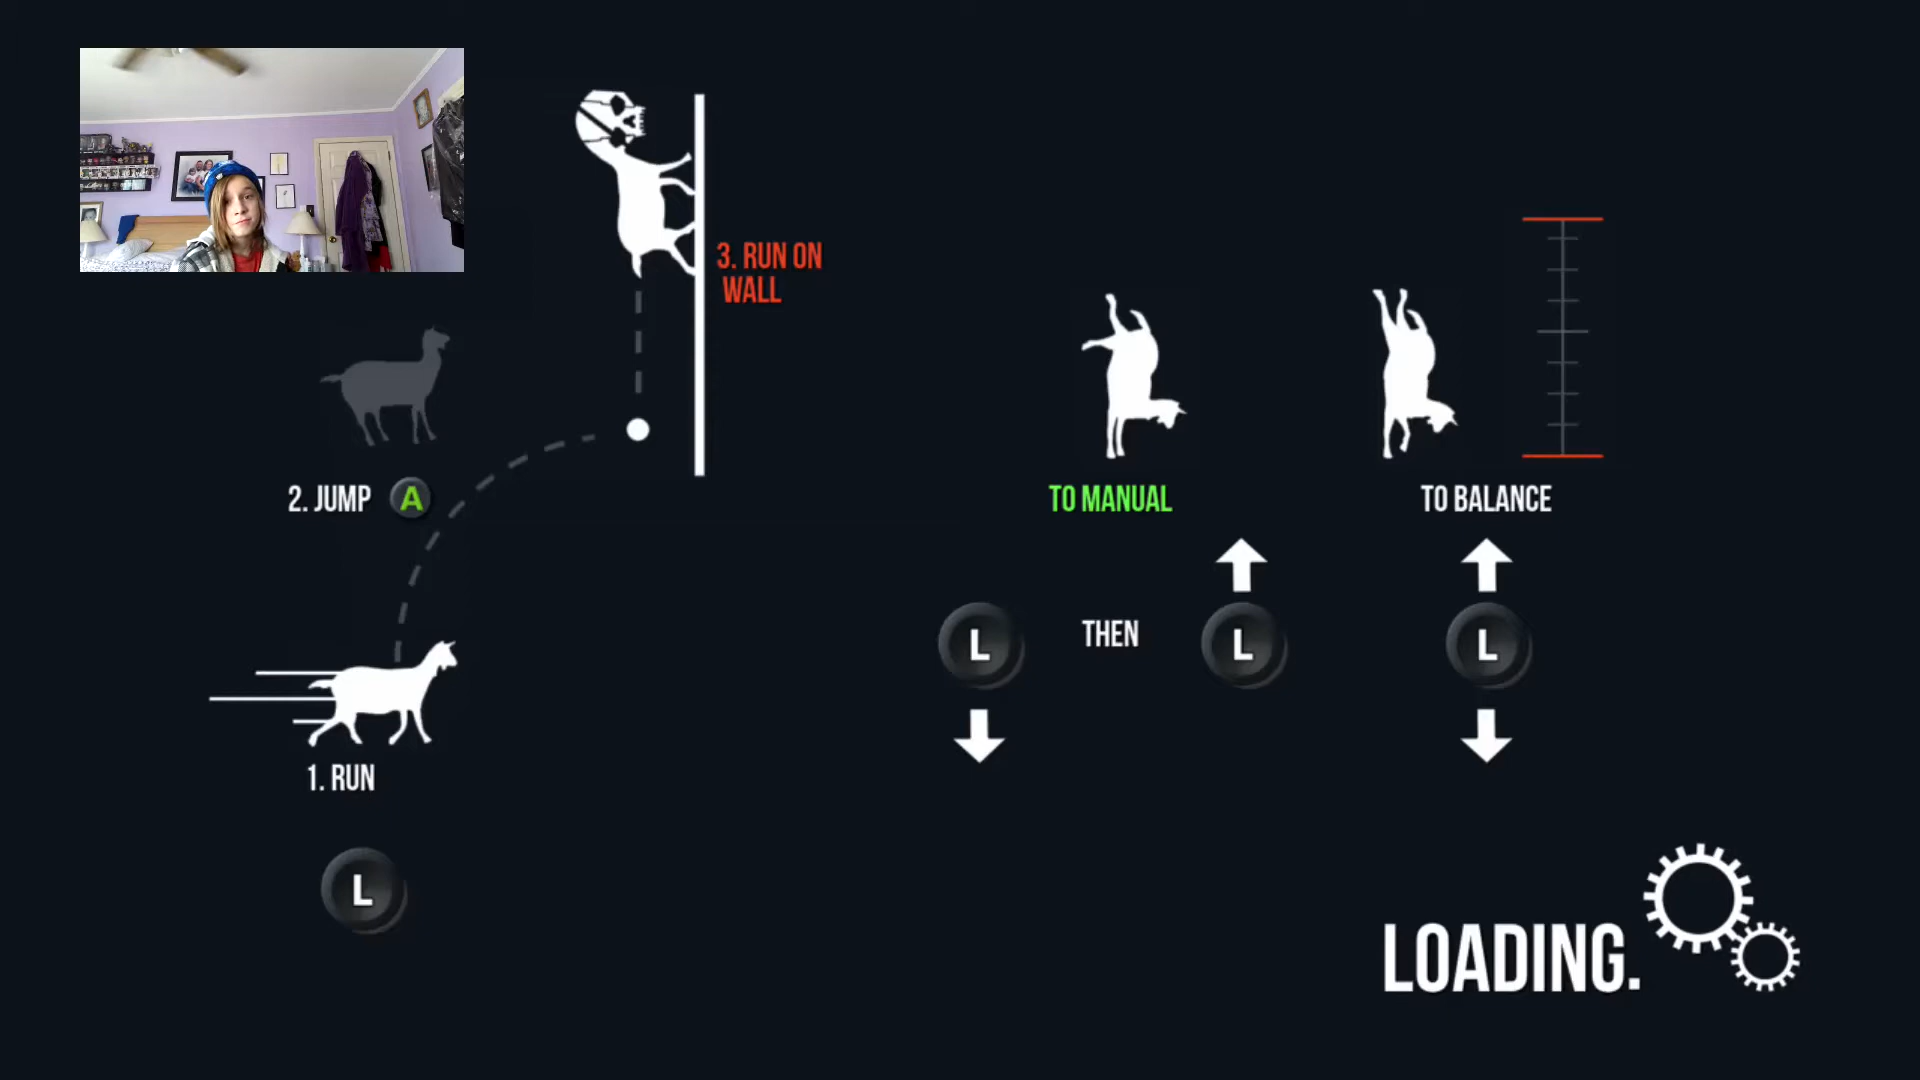 3. RUN ON
WALL
2. JUMP A
TO MANUAL
TO BALANCE
L
THEN
L
L
1. RUN
L
LOADING.